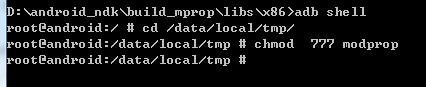 D:\android_ndk\build_mprop\libs\x86>adb shell
root@android:/ # cd /data/local/tmp/
root@android:/data/local/tmp # chmod  777 modprop
root@android:/data/local/tmp #